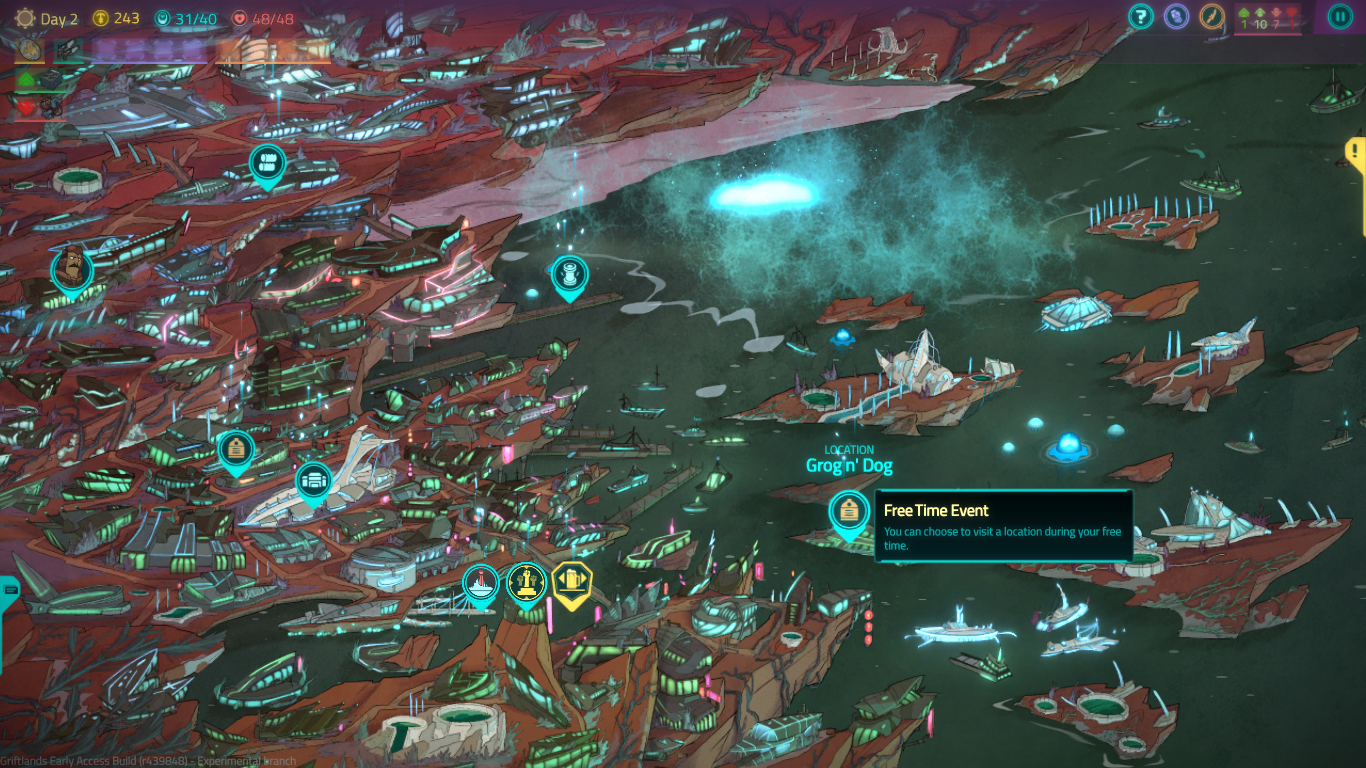 Day 2 243 31/40 48/48
1 10 7 1
LOCATION
Grog n' Dog
Free Time Event
You can choose to visit a location during your free
time.
Griftlands Early Access Build (r439848) - Experimental branch